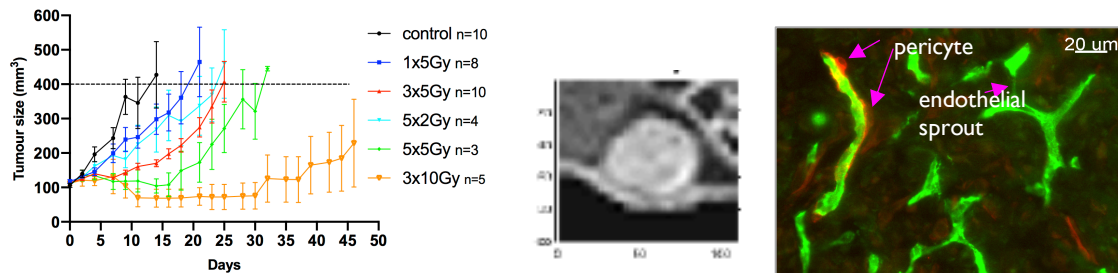 600
500
400
300
200
100
0
Tumour size (mm³)
0 5 10 15 20 25 30 35 40 45 50
Days
control n=10
1x5Gy n=8
3x5Gy n=10
5x2Gy n=4
5x5Gy n=3
3x10Gy n=5
0 50
pericyte
20 um
endothelial
sprout